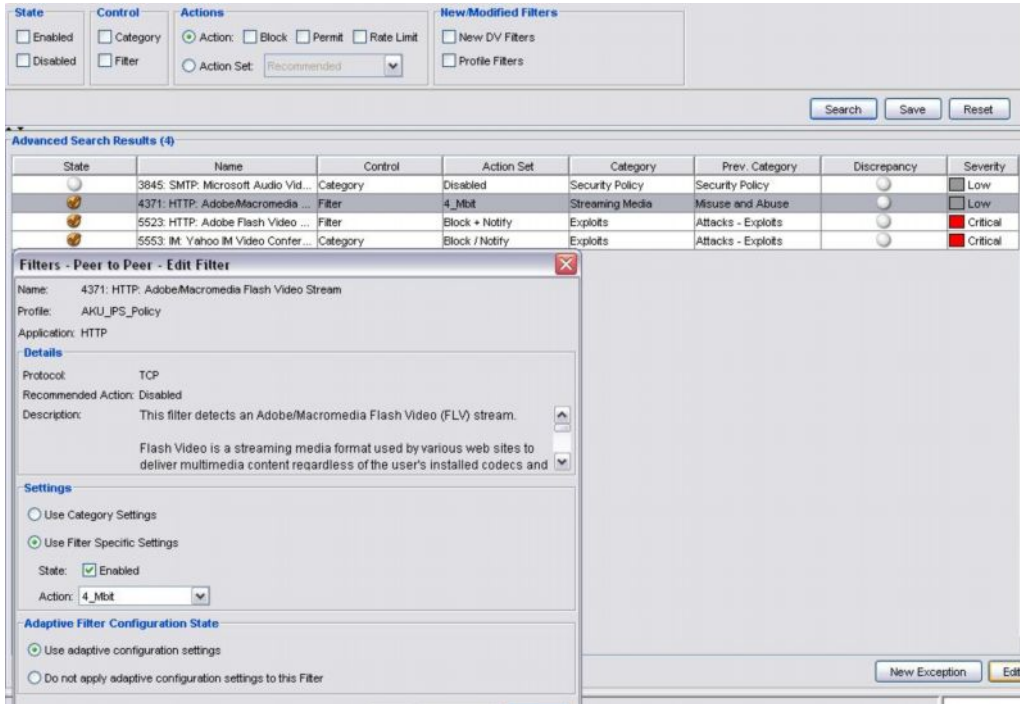 State Control Actions New/Modified Filters
Enabled Category Action: Block Permit Rate Limit New DV Filters
Disabled Filter Action Set: Recommended Profile Filters
Search Save Reset
Advanced Search Results (4)
State Name Control Action Set Category Prev. Category Discrepancy Severity
3845: SMTP: Microsoft Audio Vid... Category Disabled Security Policy Security Policy Low
4371: HTTP: Adobe/Macromedia ... Filter 4_Mbit Streaming Media Misuse and Abuse Low
5523: HTTP: Adobe Flash Video ... Filter Block + Notify Exploits Attacks - Exploits Critical
5553: IM: Yahoo IM Video Confer... Category Block / Notify Exploits Attacks - Exploits Critical
Filters - Peer to Peer - Edit Filter
Name: 4371: HTTP: Adobe/Macromedia Flash Video Stream
Profile: AKU_IPS_Policy
Application: HTTP
Details
Protocol: TCP
Recommended Action: Disabled
Description: This filter detects an Adobe/Macromedia Flash Video (FLV) stream.
Flash Video is a streaming media format used by various web sites to
deliver multimedia content regardless of the user's installed codecs and
Settings
Use Category Settings
Use Filter Specific Settings
State: Enabled
Action: 4_Mbit
Adaptive Filter Configuration State
Use adaptive configuration settings
Do not apply adaptive configuration settings to this Filter
New Exception Edit